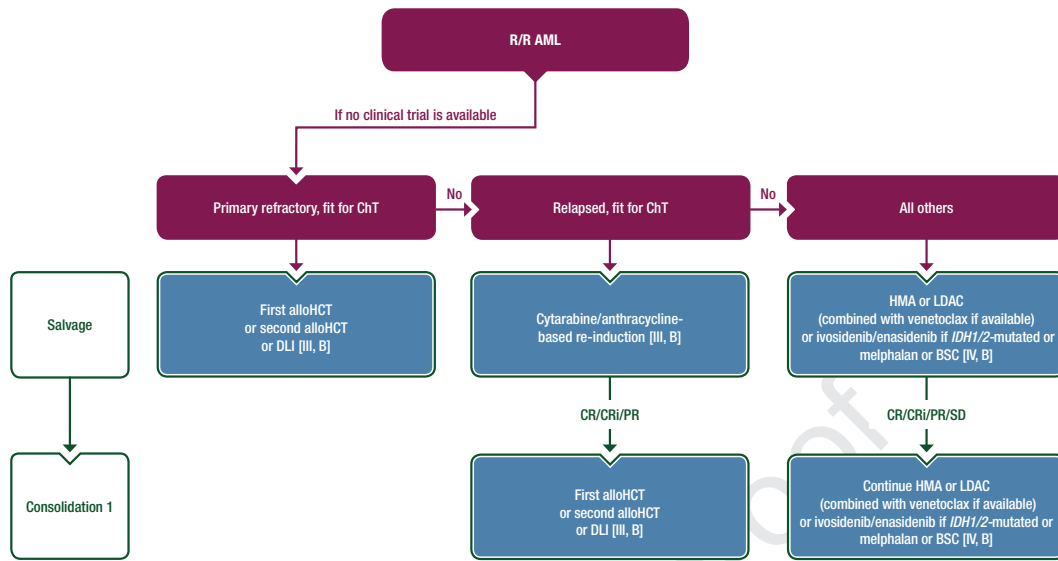 R/R AML
If no clinical trial is available
Primary refractory, fit for ChT
No
Relapsed, fit for ChT
No
All others
Salvage
First alloHCT
or second alloHCT
or DLI [III, B]
Cytarabine/anthracycline-
based re-induction [III, B]
HMA or LDAC
(combined with venetoclax if available)
or ivosidenib/enasidenib if IDH1/2-mutated or
melphalan or BSC [IV, B]
CR/CRi/PR
CR/CRi/PR/SD
Consolidation 1
First alloHCT
or second alloHCT
or DLI [III, B]
Continue HMA or LDAC
(combined with venetoclax if available)
or ivosidenib/enasidenib if IDH1/2-mutated or
melphalan or BSC [IV, B]